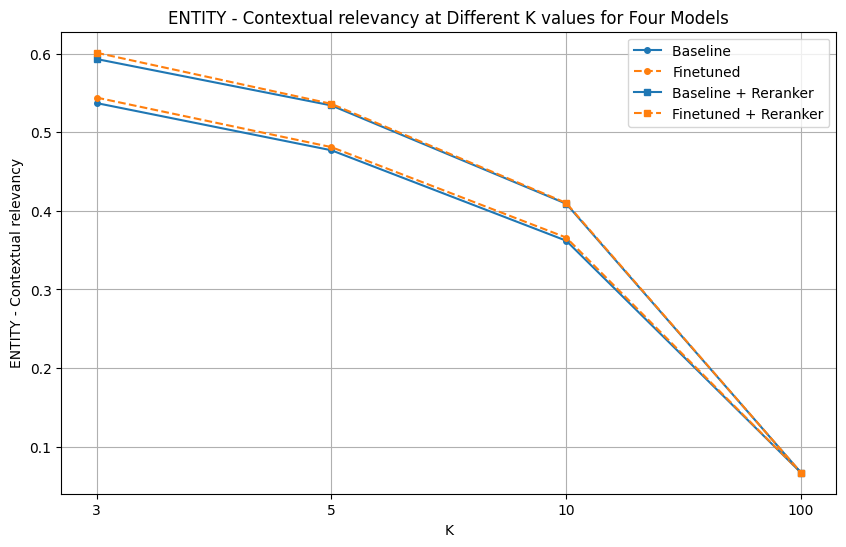 ENTITY - Contextual relevancy at Different K values for Four Models
Baseline
Finetuned
Baseline + Reranker
Finetuned + Reranker
ENTITY - Contextual relevancy
0.6
0.5
0.4
0.3
0.2
0.1
3
5
10
100
K